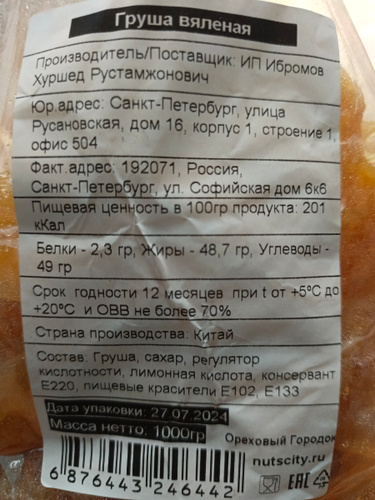 Груша вяленая
Производитель/Поставщик: ИП Ибромов
Хуршед Рустамжонович
Юр.адрес: Санкт-Петербург, улица
Русановская, дом 16, корпус 1, строение 1,
офис 504
Факт.адрес: 192071, Россия,
Санкт-Петербург, ул. Софийская дом 6к6
Пищевая ценность в 100гр продукта: 201
кКал
Белки - 2,3 гр, Жиры - 48,7 гр, Углеводы -
49 гр
Срок годности 12 месяцев при t от +5ºС до
+20ºС и ОВВ не более 70%
Страна производства: Китай
Состав: Груша, сахар, регулятор
кислотности, лимонная кислота, консервант
Е220, пищевые красители Е102, Е133
Дата упаковки: 27.07.2024
Масса нетто: 1000гр
Ореховый Городок
nutscity.ru
6 876443 246442
EAC